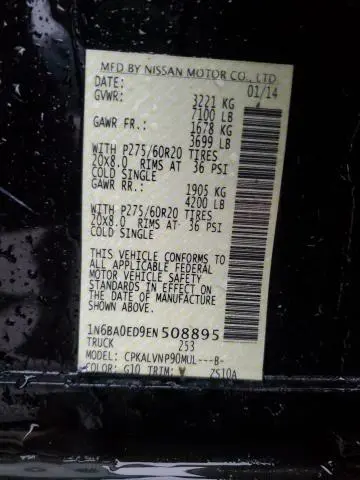 MFD BY NISSAN MOTOR CO., LTD.
DATE: 01/14
GVWR: 3221 KG
7100 LB
GAWR FR.: 1678 KG
3699 LB
WITH P275/60R20 TIRES
20X8.0 RIMS AT 36 PSI
COLD SINGLE
GAWR RR.: 1905 KG
4200 LB
WITH P275/60R20 TIRES
20X8.0 RIMS AT 36 PSI
COLD SINGLE
THIS VEHICLE CONFORMS TO
ALL APPLICABLE FEDERAL
MOTOR VEHICLE SAFETY
STANDARDS IN EFFECT ON
THE DATE OF MANUFACTURE
SHOWN ABOVE.
1N6BA0ED9EN508895
TRUCK 253
MODEL: CPKALVNP90MUL---B-
COLOR: G10 TRIM: ZS10A